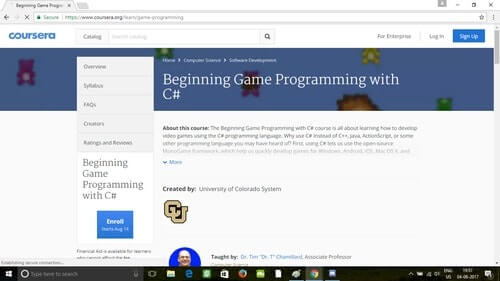 Beginning Game Progr
Secure
https://www.coursera.org/learn/game-programming
coursera
Catalog
Search catalog
For Enterprise
Log In
Sign Up
Home > Computer Science > Software Development
Beginning Game Programming with
C#
Overview
Syllabus
FAQs
Creators
Ratings and Reviews
Beginning
Game
Programming
with C#
Enroll
Starts Aug 14
Financial Aid is available for learners
who cannot afford the fee.
About this course: The Beginning Game Programming with C# course is all about learning how to develop
video games using the C# programming language. Why use C# instead of C++, Java, ActionScript, or some
other programming language you may have heard of? First, using C# lets us use the open-source
MonoGame framework, which helps us quickly develop games for Windows, Android, iOS, Mac OS X, and
More
Created by: University of Colorado System
CU
Taught by: Dr. Tim "Dr. T" Chamillard, Associate Professor
Computer Science
Establishing secure connection...
Type here to search
ENG
US
19:51
04-08-2017